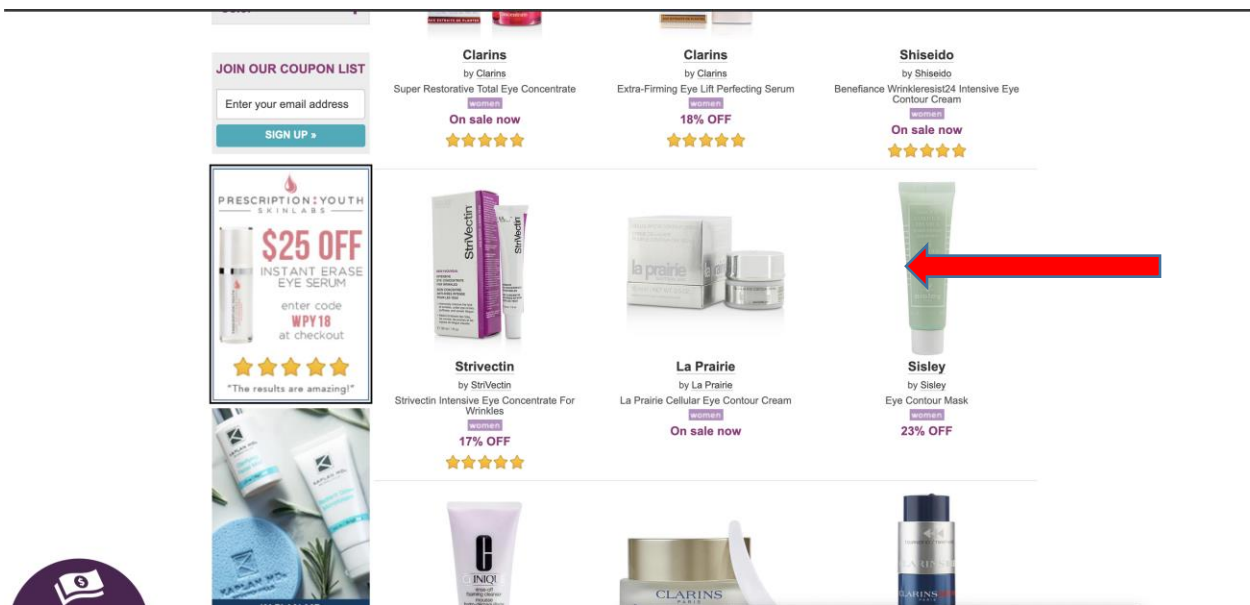 JOIN OUR COUPON LIST
Enter your email address
SIGN UP »
PRESCRIPTION YOUTH
SKINLABS
$25 OFF
INSTANT ERASE
EYE SERUM
enter code
WPY18
at checkout
"The results are amazing!"
Clarins
by Clarins
Super Restorative Total Eye Concentrate
women
On sale now
Clarins
by Clarins
Extra-Firming Eye Lift Perfecting Serum
women
18% OFF
Shiseido
by Shiseido
Benefiance Wrinkleresist24 Intensive Eye
Contour Cream
women
On sale now
StriVectin
StriVectin
Strivectin
by StriVectin
Strivectin Intensive Eye Concentrate For
Wrinkles
women
17% OFF
la prairie
La Prairie
by La Prairie
La Prairie Cellular Eye Contour Cream
women
On sale now
Sisley
by Sisley
Eye Contour Mask
women
23% OFF
CLINIQUE
CLARINS
PARIS
CLARINS